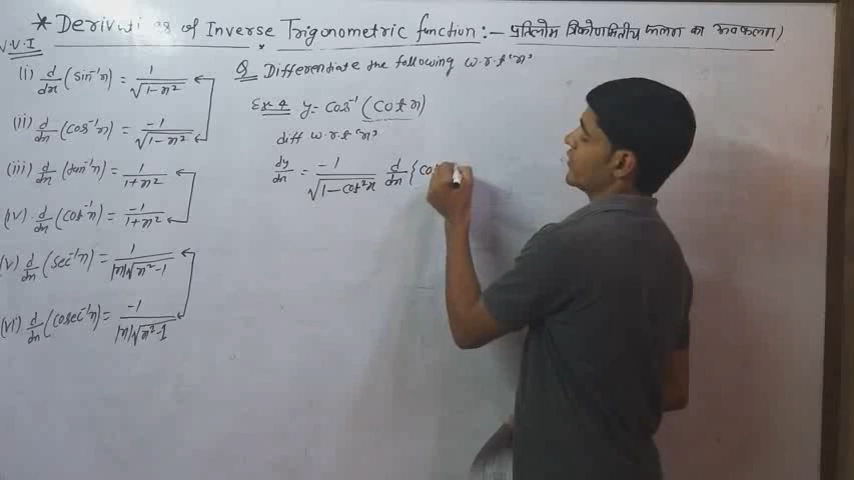 * Derivatives of Inverse Trigonometric function :- प्रतिलोम त्रिकोणमितीय फलन का अवकलन)
V.V.I
(i) d/dx (sin⁻¹x) = 1/√(1-x²)
(ii) d/dx (cos⁻¹x) = -1/√(1-x²)
(iii) d/dx (tan⁻¹x) = 1/(1+x²)
(iv) d/dx (cot⁻¹x) = -1/(1+x²)
(v) d/dx (sec⁻¹x) = 1/(|x|√(x²-1))
(vi) d/dx (cosec⁻¹x) = -1/(|x|√(x²-1))
Q Differentiate the following w.r.t 'x'
Ex 4 y = cos⁻¹(cot x)
diff w.r.t 'x'
dy/dx = -1/√(1-cot²x) d/dx {co